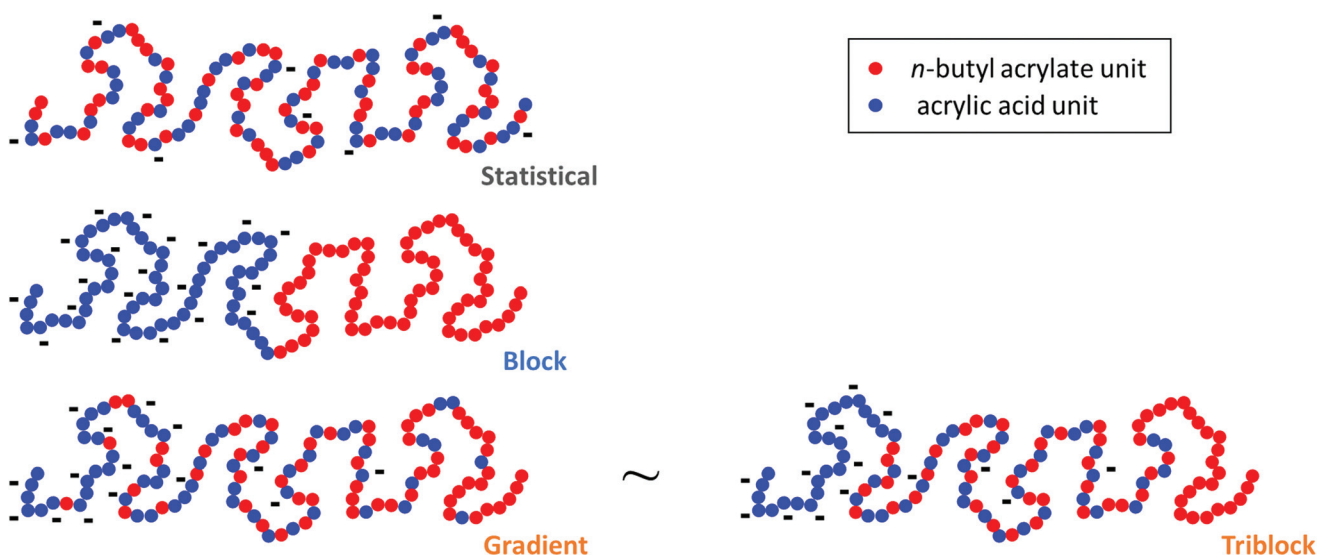 n-butyl acrylate unit
acrylic acid unit
Statistical
Block
Gradient
~
Triblock